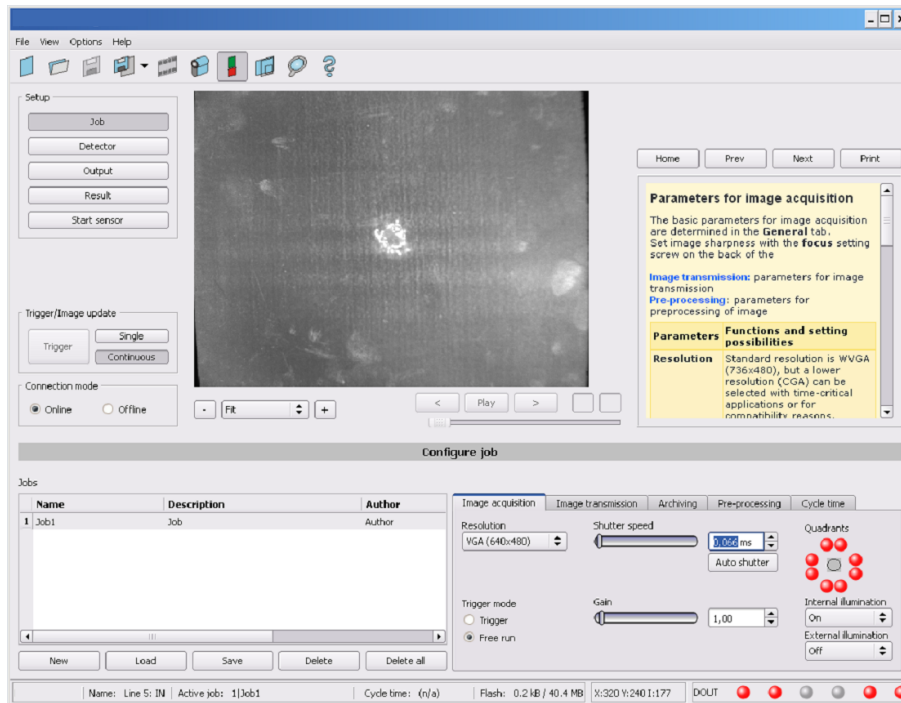 File View Options Help
Setup
Job
Detector
Output
Result
Start sensor
Trigger/Image update
Trigger
Single
Continuous
Connection mode
Online Offline
- Fit +
< Play >
Home Prev Next Print
Parameters for image acquisition
The basic parameters for image acquisition
are determined in the General tab.
Set image sharpness with the focus setting
screw on the back of the
Image transmission: parameters for image
transmission
Pre-processing: parameters for
preprocessing of image
Parameters Functions and setting
possibilities
Resolution Standard resolution is WVGA
(736x480), but a lower
resolution (CGA) can be
selected with time-critical
applications or for
compatibility reasons.
Configure job
Jobs
Name Description Author
1 Job1 Job Author
New Load Save Delete Delete all
Image acquisition Image transmission Archiving Pre-processing Cycle time
Resolution
VGA (640x480)
Shutter speed
0.066 ms
Auto shutter
Quadrants
Trigger mode
Trigger
Free run
Gain
1,00
Internal illumination
On
External illumination
Off
Name: Line 5: IN Active job: 1|Job1 Cycle time: (n/a) Flash: 0.2 kB / 40.4 MB X:320 Y:240 I:177 DOUT